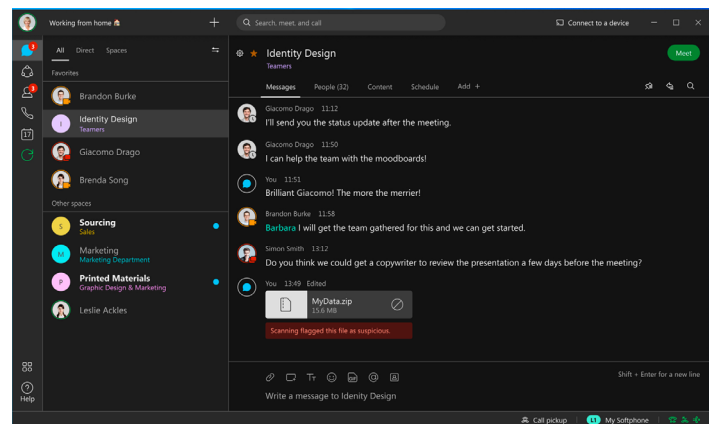 Working from home
Search, meet, and call
Connect to a device
3
All Direct Spaces
Favorites
Brandon Burke
I Identity Design
Teamers
Giacomo Drago
Brenda Song
Other spaces
S Sourcing
Sales
M Marketing
Marketing Department
P Printed Materials
Graphic Design & Marketing
Leslie Ackles
3
17
Help
Identity Design
Teamers
Meet
Messages People (32) Content Schedule Add +
Giacomo Drago 11:12
I'll send you the status update after the meeting.
Giacomo Drago 11:50
I can help the team with the moodboards!
You 11:51
Brilliant Giacomo! The more the merrier!
Brandon Burke 11:58
Barbara I will get the team gathered for this and we can get started.
Simon Smith 13:12
Do you think we could get a copywriter to review the presentation a few days before the meeting?
You 13:49 Edited
MyData.zip
15.6 MB
Scanning flagged this file as suspicious.
GIF
Shift + Enter for a new line
Write a message to Idenity Design
Call pickup L1 My Softphone